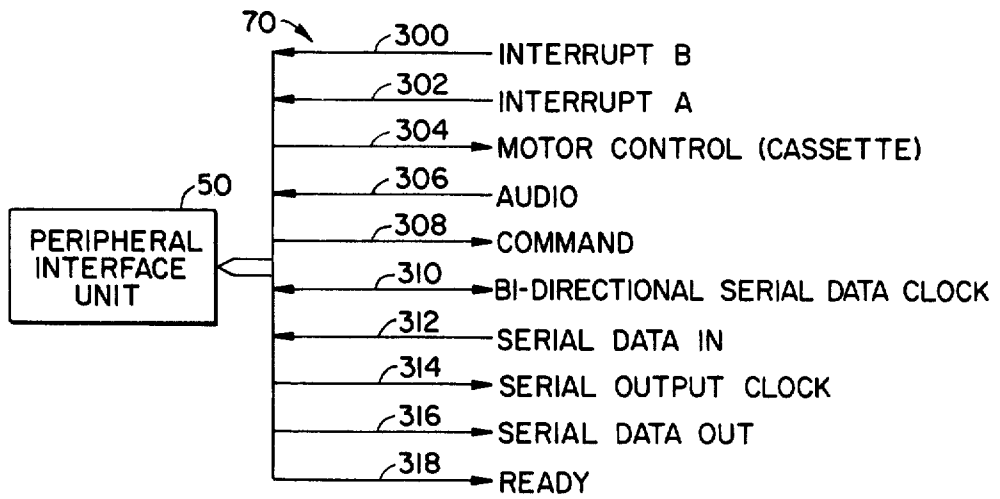 70
300 INTERRUPT B
302 INTERRUPT A
304 MOTOR CONTROL (CASSETTE)
306 AUDIO
308 COMMAND
310 BI-DIRECTIONAL SERIAL DATA CLOCK
312 SERIAL DATA IN
314 SERIAL OUTPUT CLOCK
316 SERIAL DATA OUT
318 READY
50
PERIPHERAL
INTERFACE
UNIT